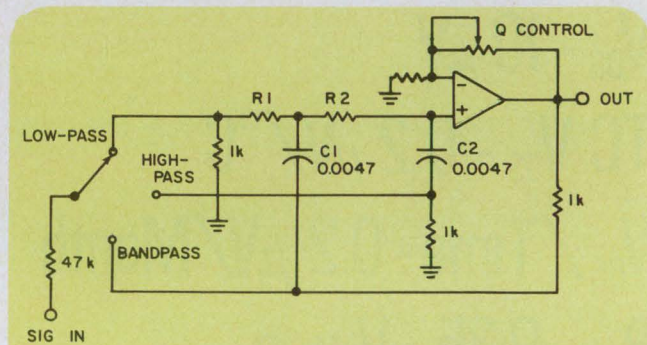 Q CONTROL
OUT
R1
R2
LOW-PASS
HIGH-
PASS
1k
C1
0.0047
C2
0.0047
1k
1k
BANDPASS
47k
SIG IN